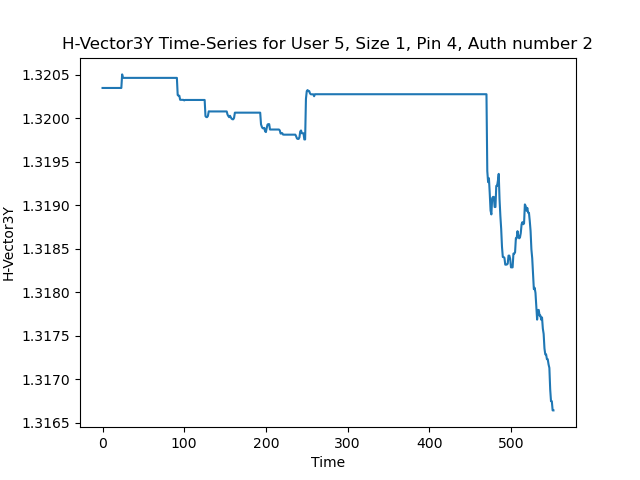 H-Vector3Y Time-Series for User 5, Size 1, Pin 4, Auth number 2
1.3205
1.3200
1.3195
1.3190
1.3185
1.3180
1.3175
1.3170
1.3165
H-Vector3Y
0 100 200 300 400 500
Time